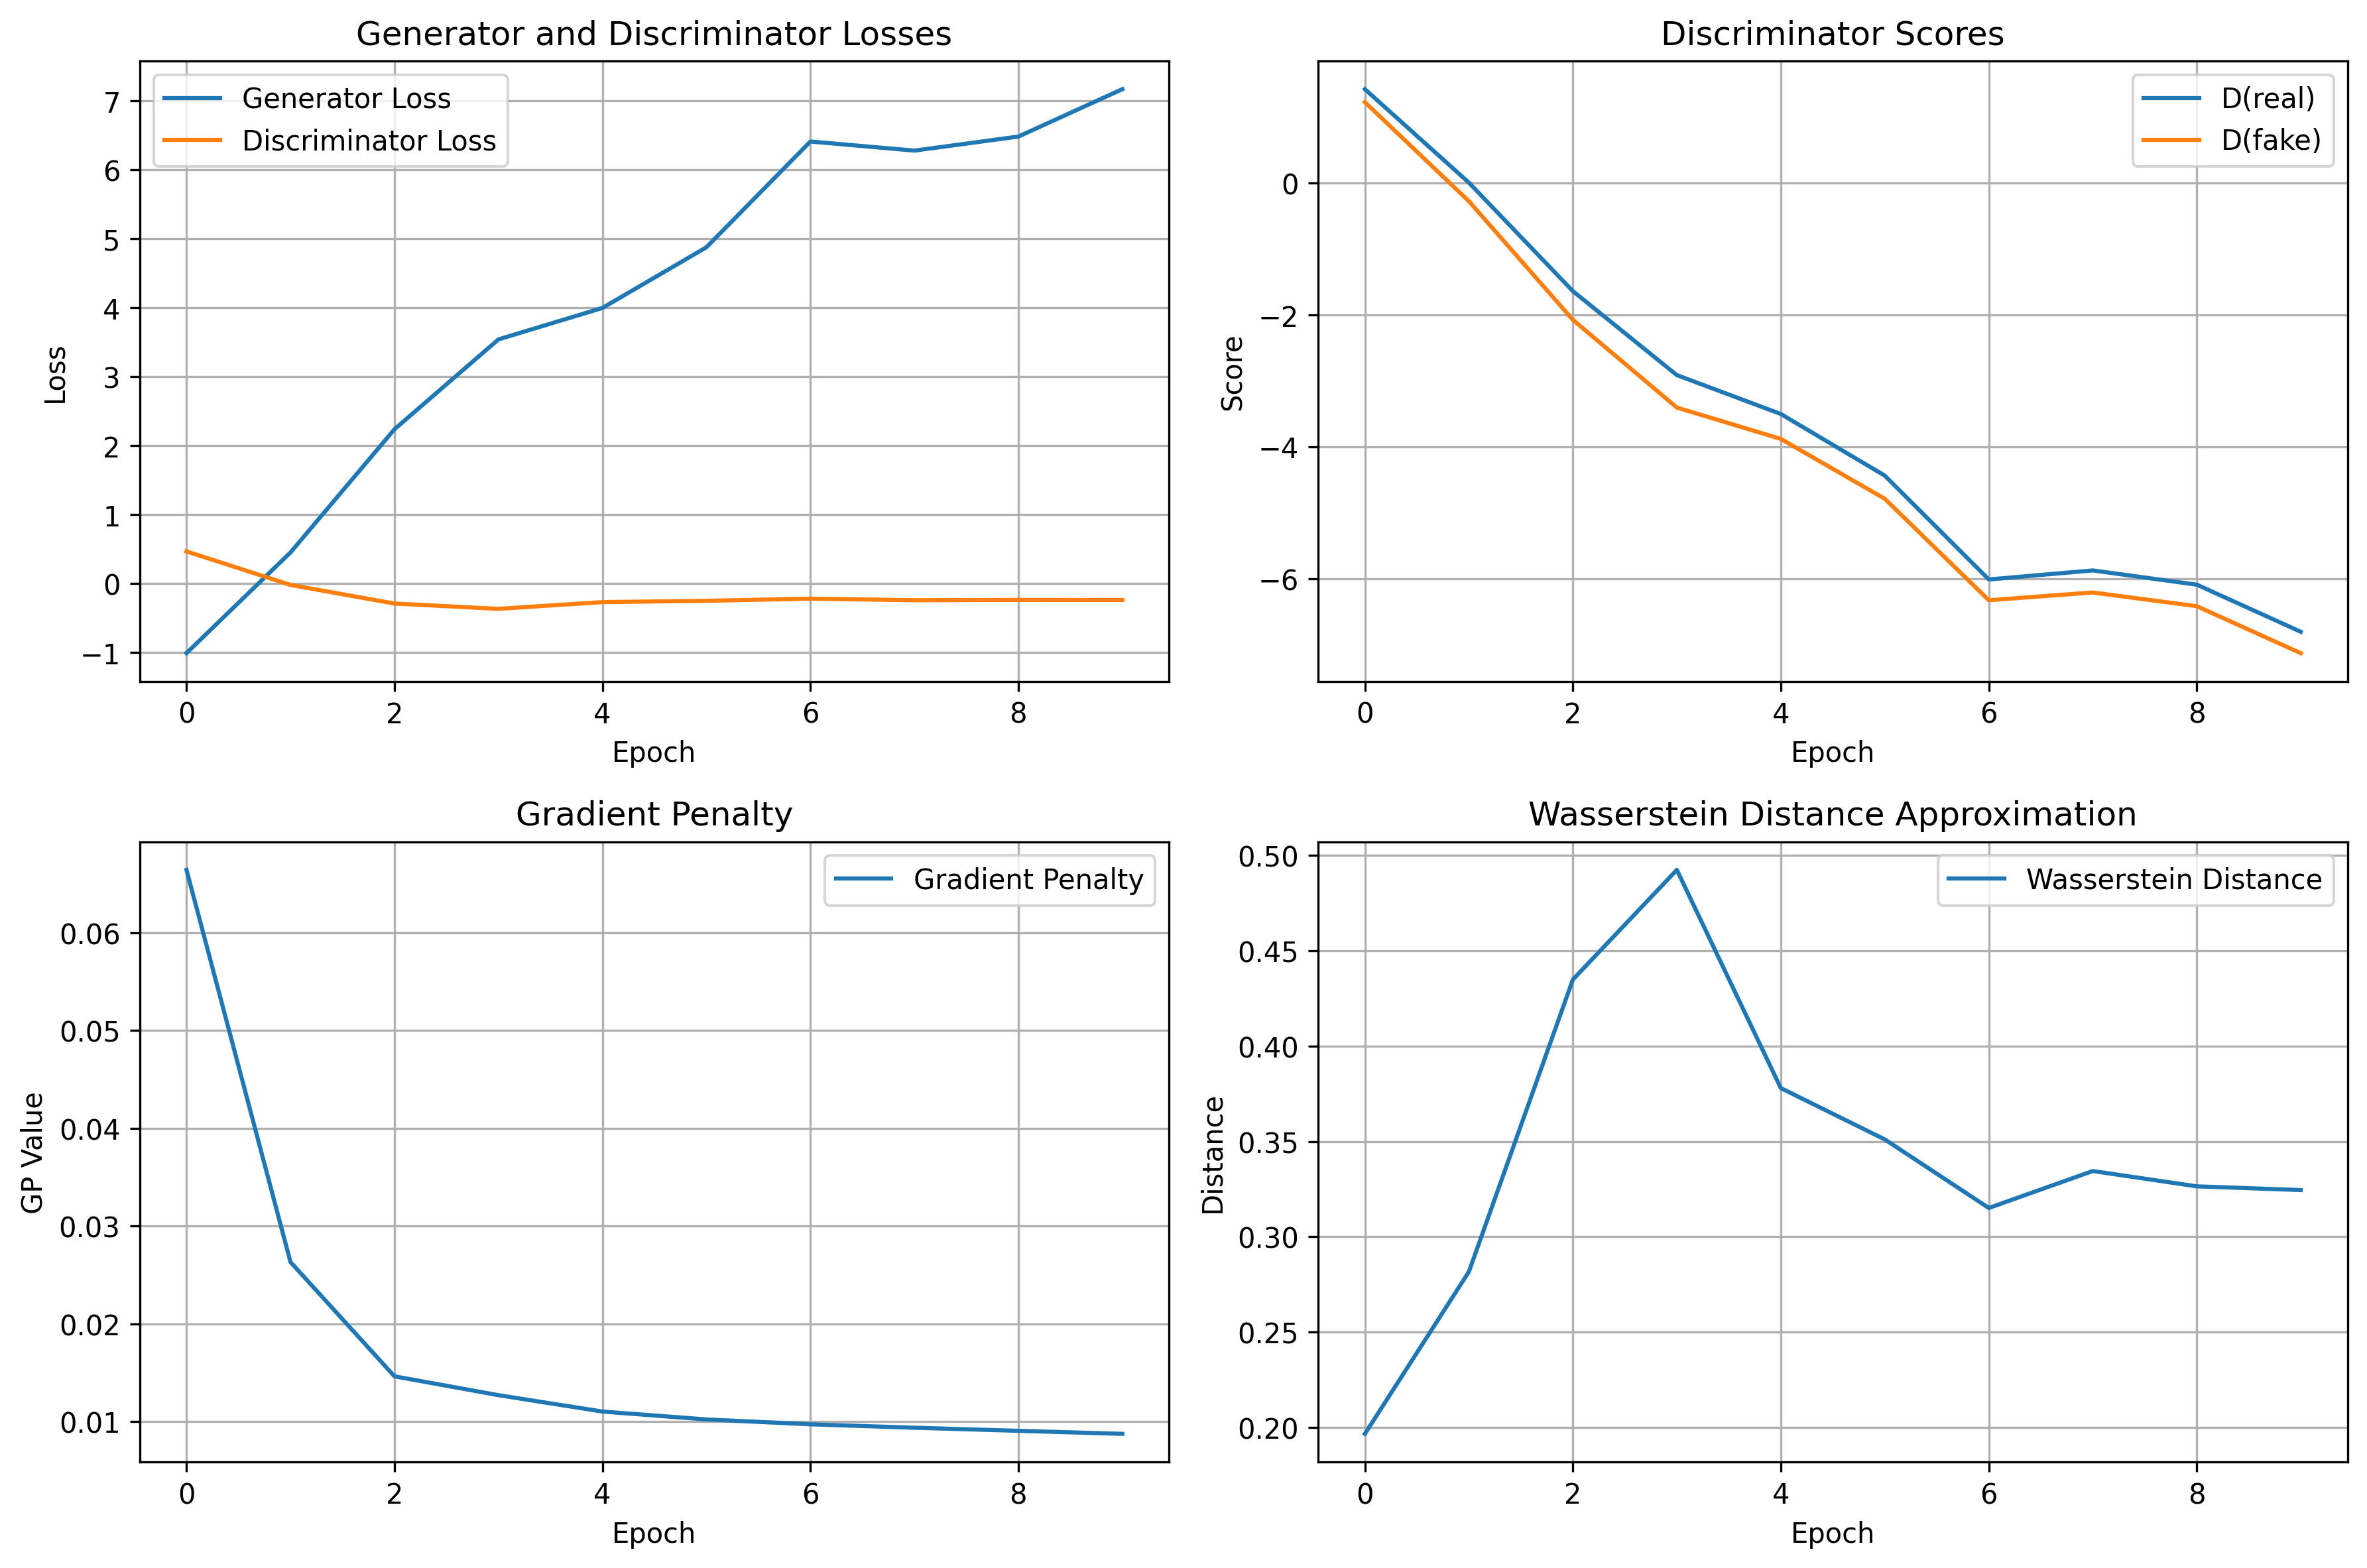 Generator and Discriminator Losses
Generator Loss
Discriminator Loss
7
6
5
4
3
2
1
0
−1
Loss
0 2 4 6 8
Epoch
Discriminator Scores
D(real)
D(fake)
0
−2
−4
−6
Score
0 2 4 6 8
Epoch
Gradient Penalty
Gradient Penalty
0.06
0.05
0.04
0.03
0.02
0.01
GP Value
0 2 4 6 8
Epoch
Wasserstein Distance Approximation
Wasserstein Distance
0.50
0.45
0.40
0.35
0.30
0.25
0.20
Distance
0 2 4 6 8
Epoch